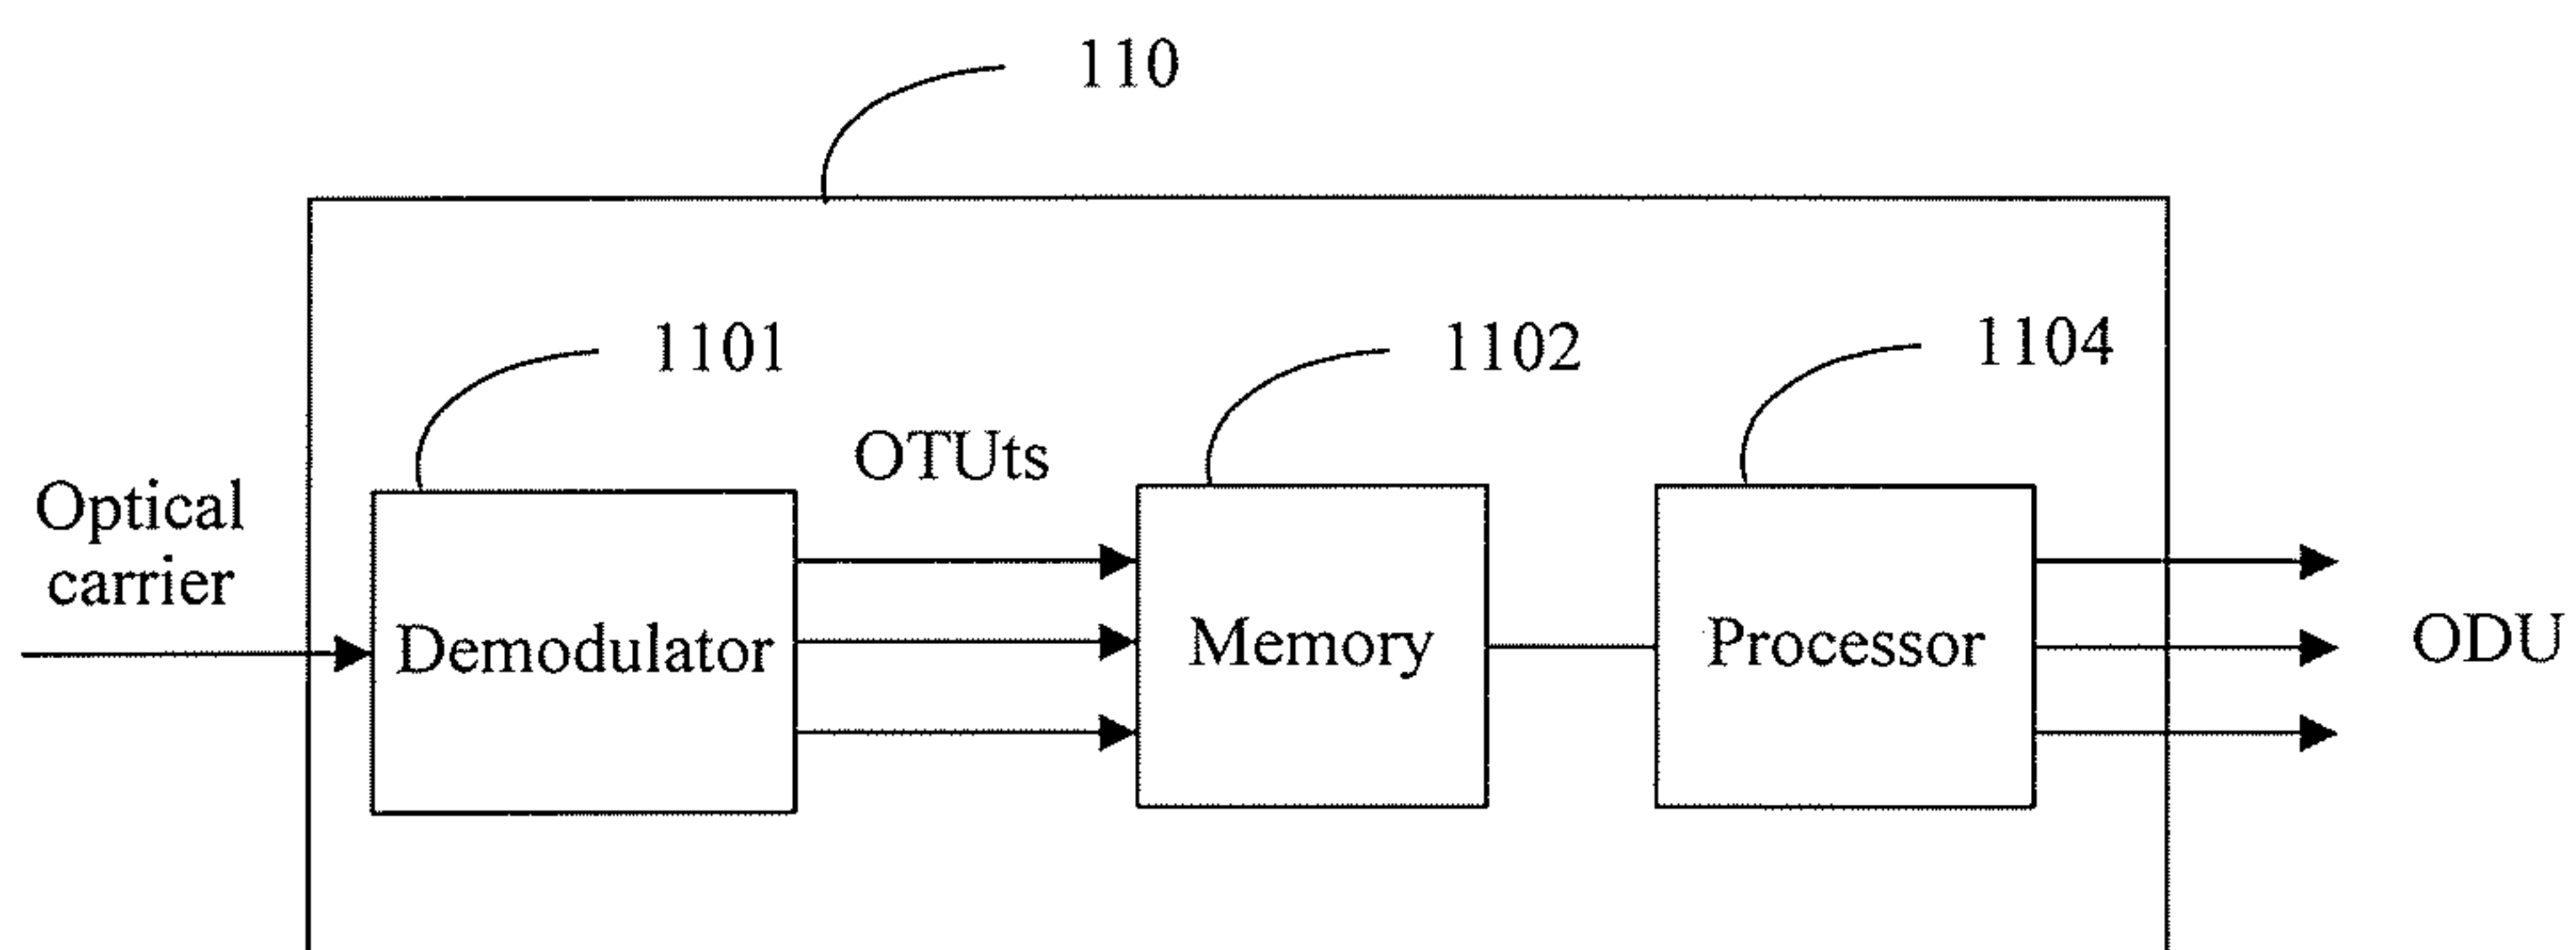 110
1101
1102
1104
OTUts
Optical
carrier
Demodulator
Memory
Processor
ODU